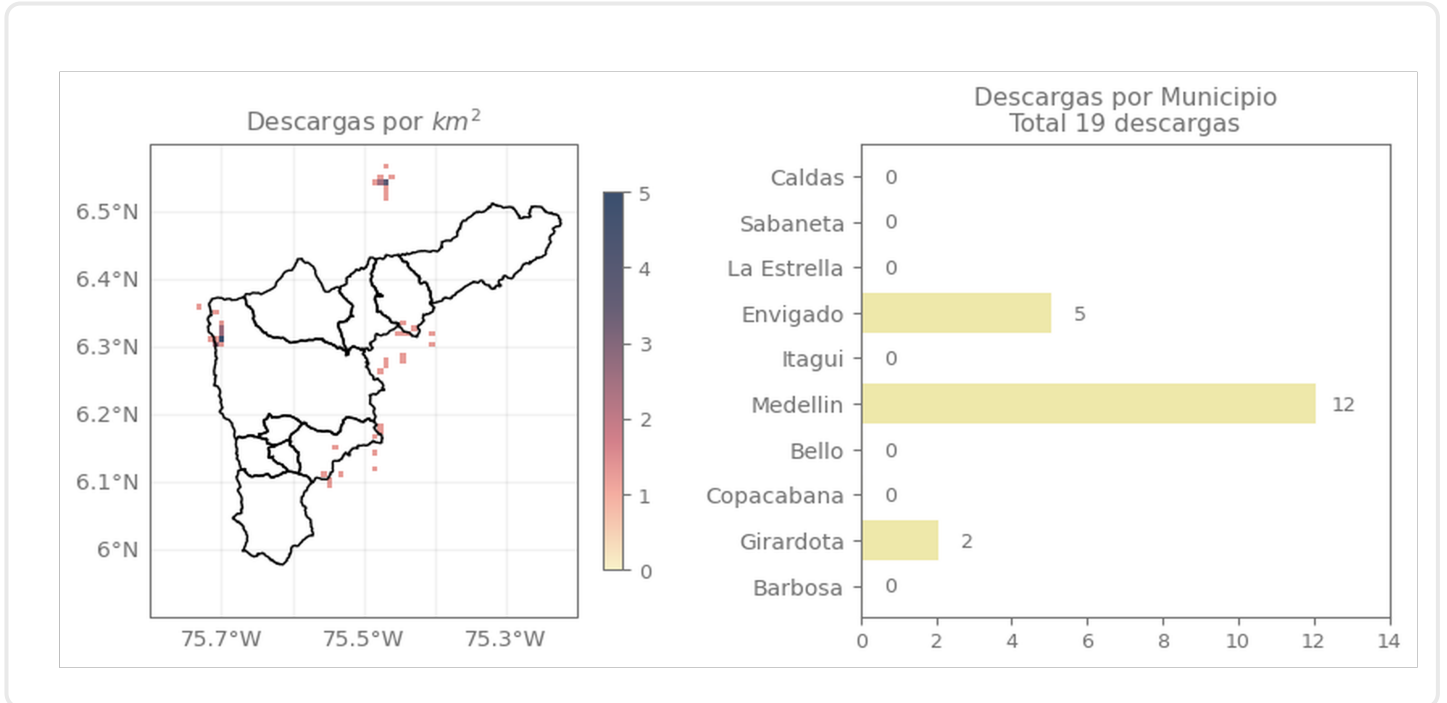 Descargas por km²
6.5°N
6.4°N
6.3°N
6.2°N
6.1°N
6°N
75.7°W 75.5°W 75.3°W
5
4
3
2
1
0
Descargas por Municipio
Total 19 descargas
Caldas 0
Sabaneta 0
La Estrella 0
Envigado 5
Itagui 0
Medellin 12
Bello 0
Copacabana 0
Girardota 2
Barbosa 0
0 2 4 6 8 10 12 14